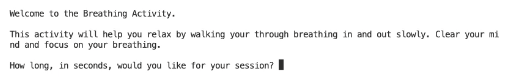 Welcome to the Breathing Activity.
This activity will help you relax by walking your through breathing in and out slowly. Clear your mi
nd and focus on your breathing.
How long, in seconds, would you like for your session?